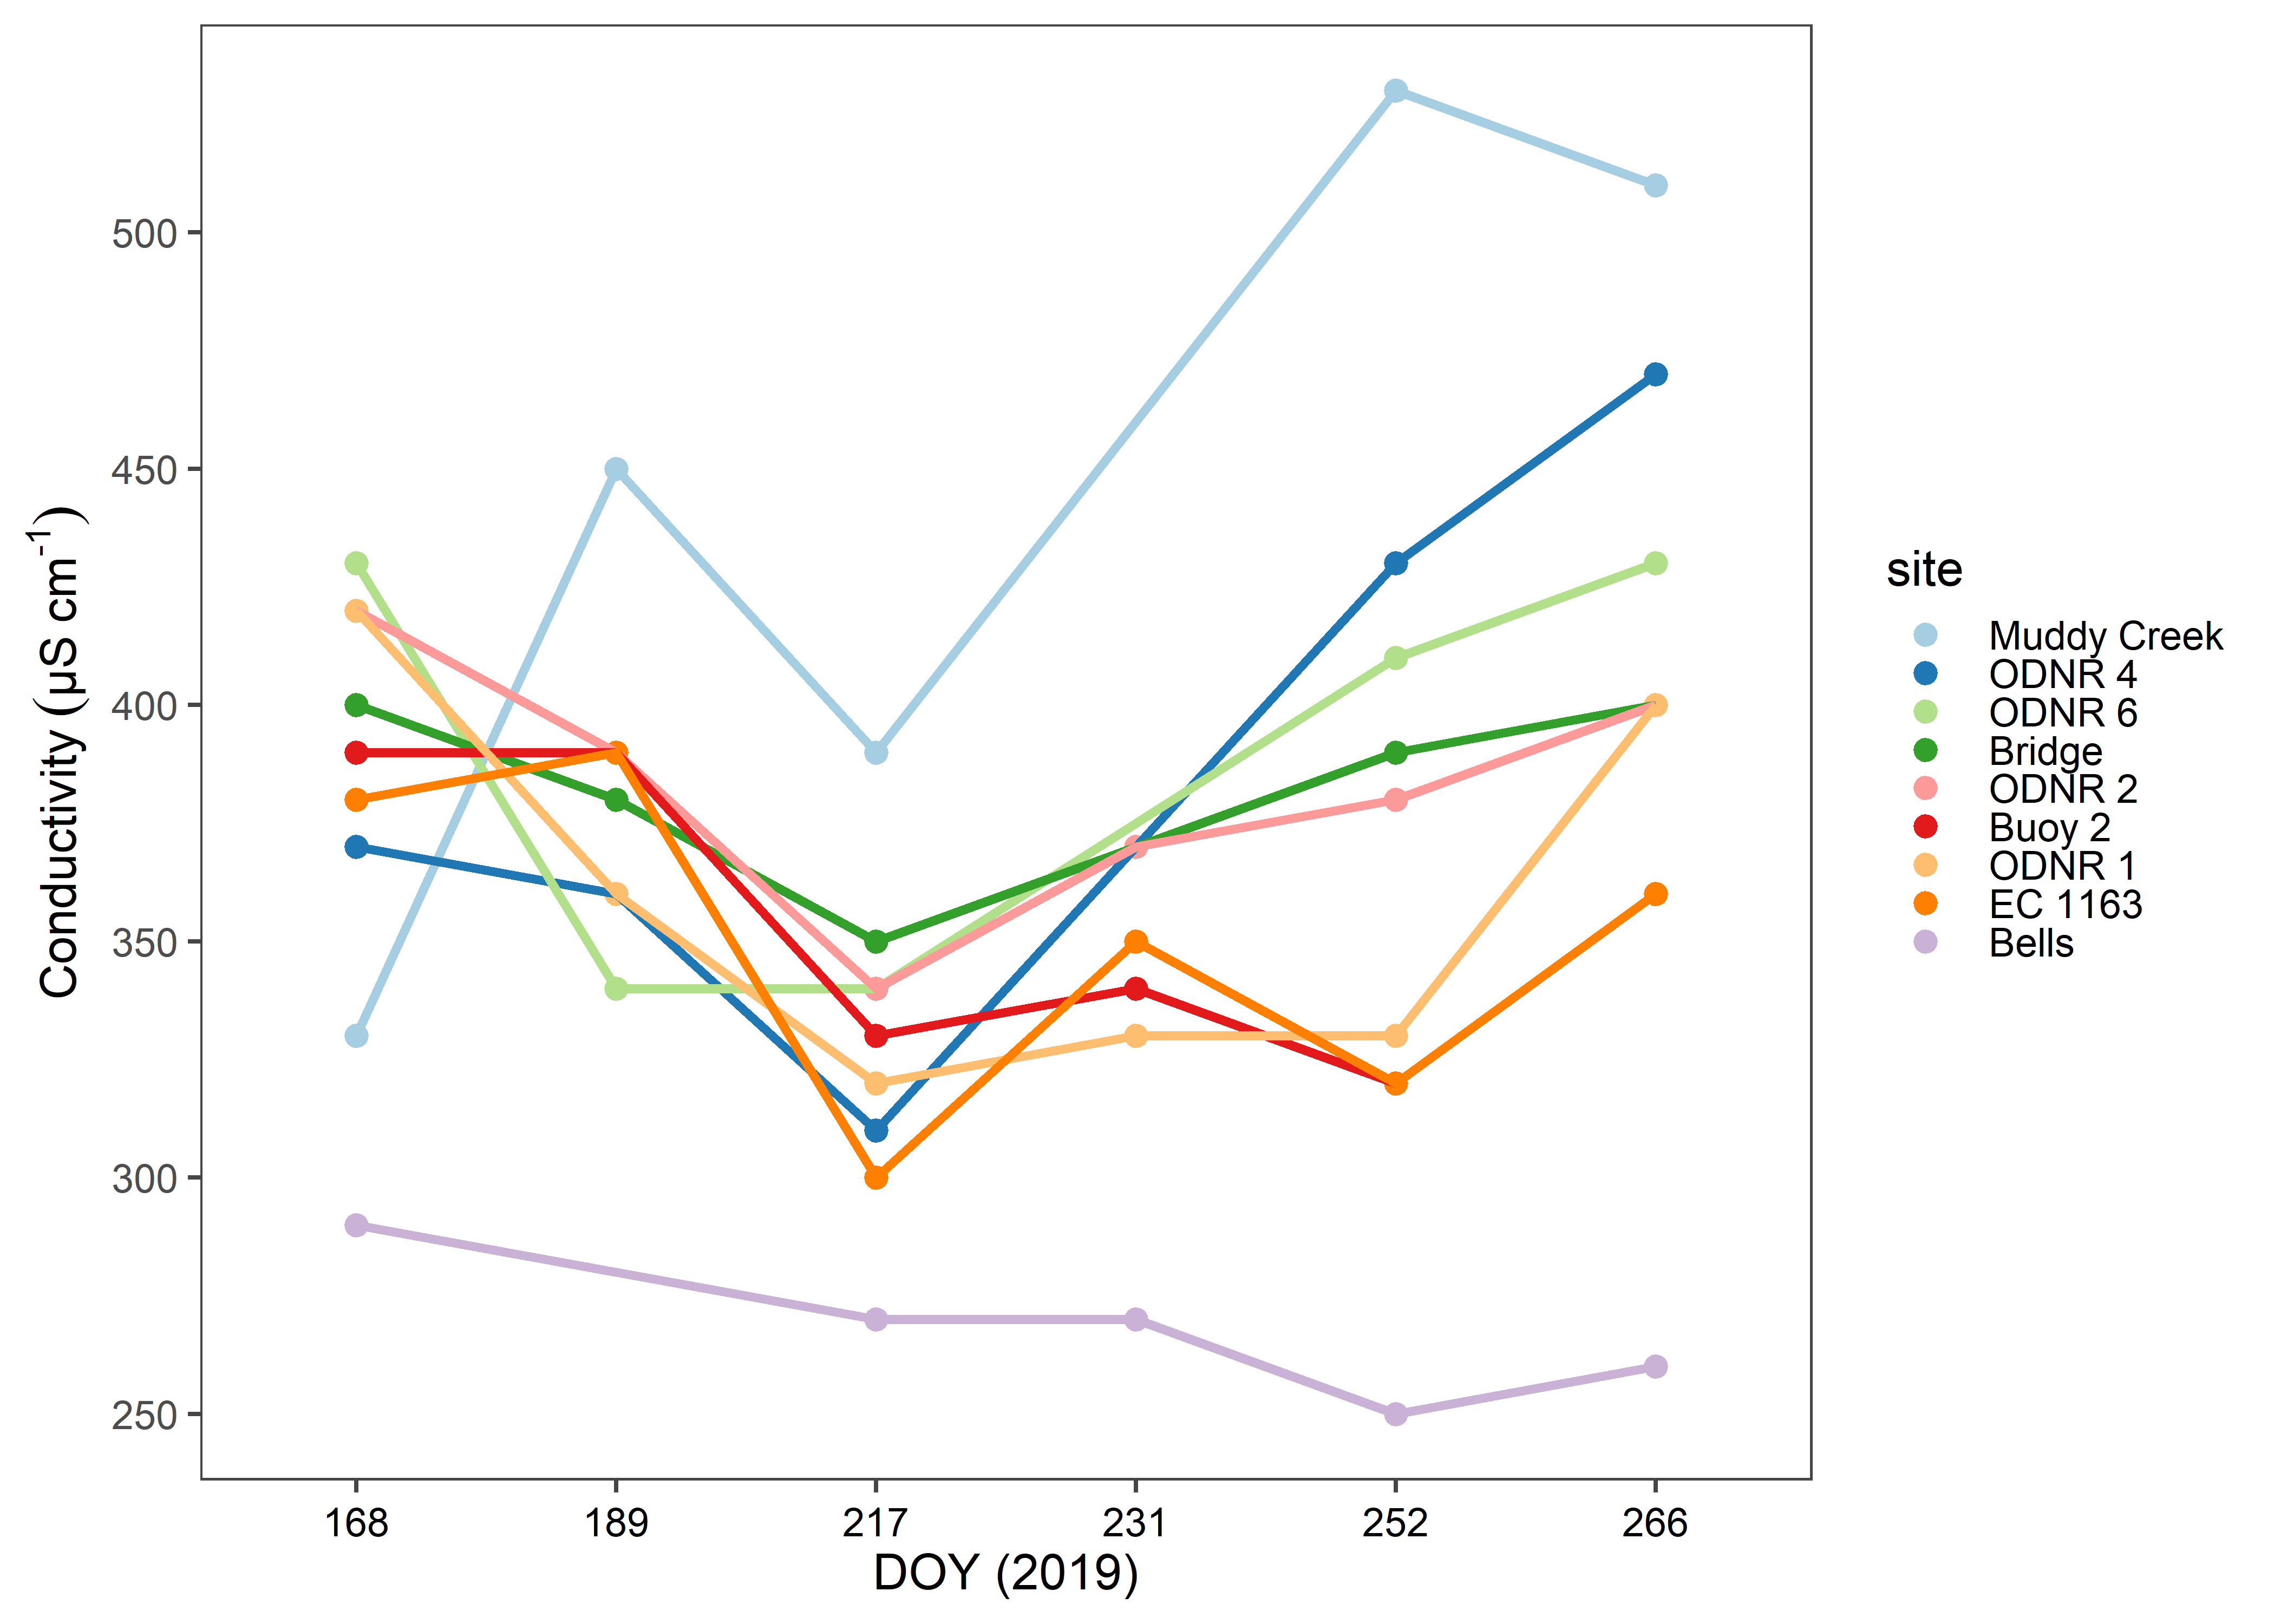 Conductivity (µS cm-1)
500
450
400
350
300
250
168 189 217 231 252 266
DOY (2019)
site
Muddy Creek
ODNR 4
ODNR 6
Bridge
ODNR 2
Buoy 2
ODNR 1
EC 1163
Bells